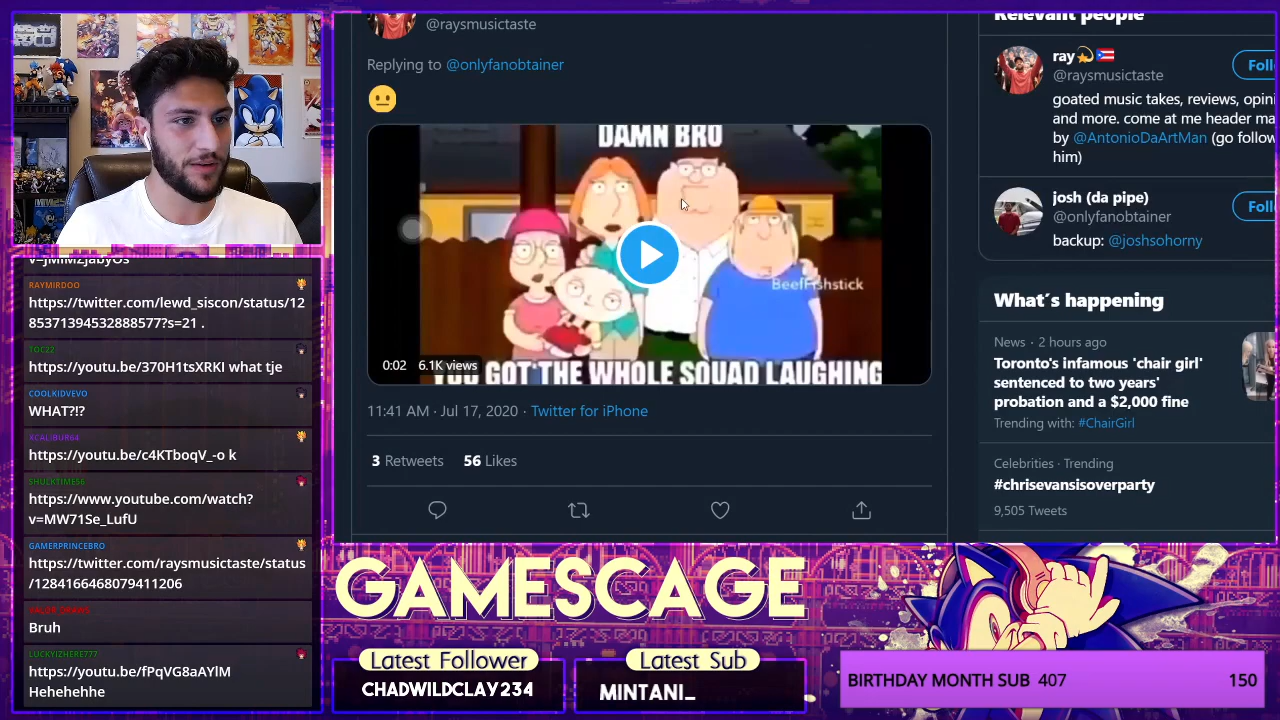 @raysmusictaste
Replying to @onlyfanobtainer
DAMN BRO
BeefFishstick
0:02 6.1K views
YOU GOT THE WHOLE SQUAD LAUGHING
11:41 AM · Jul 17, 2020 · Twitter for iPhone
3 Retweets 56 Likes
Relevant people
ray
Foll
@raysmusictaste
goated music takes, reviews, opini
and more. come at me header ma
by @AntonioDaArtMan (go follow
him)
josh (da pipe)
Foll
@onlyfanobtainer
backup: @joshsohorny
What's happening
News · 2 hours ago
Toronto's infamous 'chair girl'
sentenced to two years'
probation and a $2,000 fine
Trending with: #ChairGirl
Celebrities · Trending
#chrisevansisoverparty
9,505 Tweets
RAYMIRDOO
https://twitter.com/lewd_siscon/status/12
85371394532888577?s=21 .
TOC22
https://youtu.be/370H1tsXRKI what tje
COOLKIDVEVO
WHAT?!?
XCALIBUR64
https://youtu.be/c4KTboqV_-o k
SHUCKTIME56
https://www.youtube.com/watch?
v=MW71Se_LufU
GAMERPRINCEBRO
https://twitter.com/raysmusictaste/status
/1284166468079411206
Bruh
LUCKYIZHERE777
https://youtu.be/fPqVG8aAYlM
Hehehehhe
GAMESCAGE
Latest Follower
CHADWILDCLAY234
Latest Sub
MINTANI_
BIRTHDAY MONTH SUB 407 150